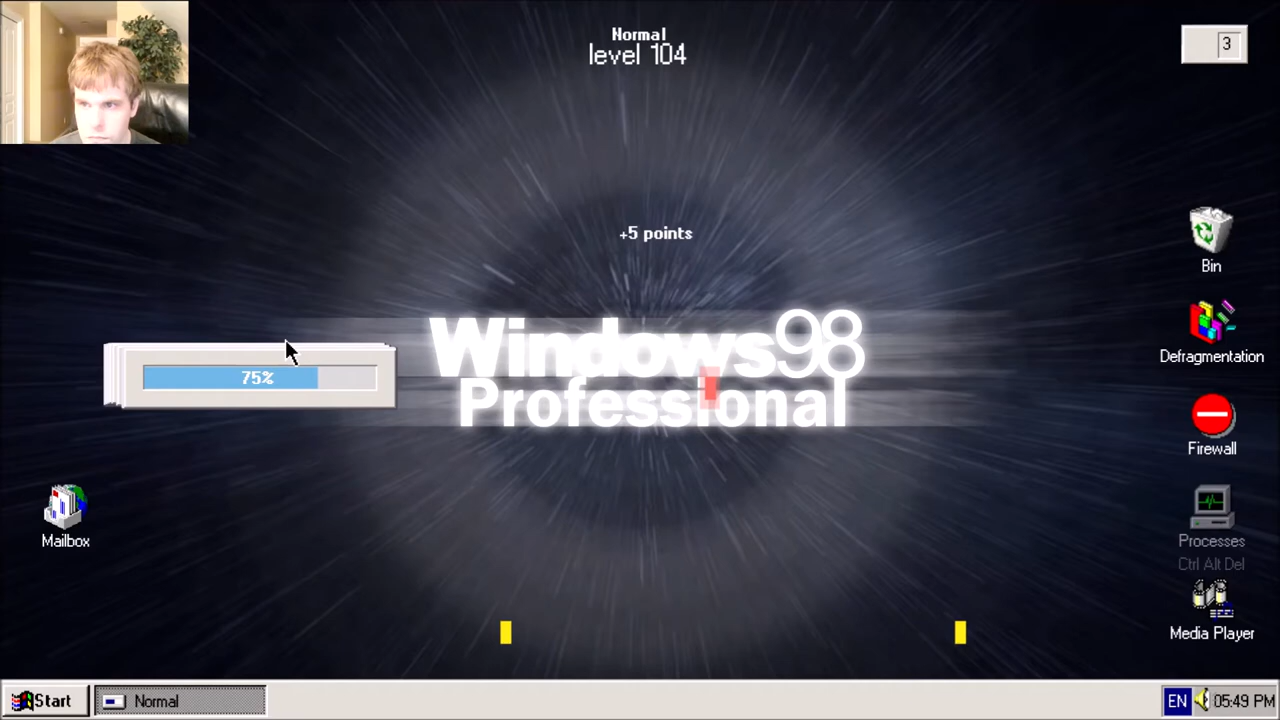 Normal
level 104
3
+5 points
Bin
Windows98
Professional
Defragmentation
75%
Firewall
Mailbox
Processes
Ctrl Alt Del
Media Player
Start
Normal
EN
05:49 PM